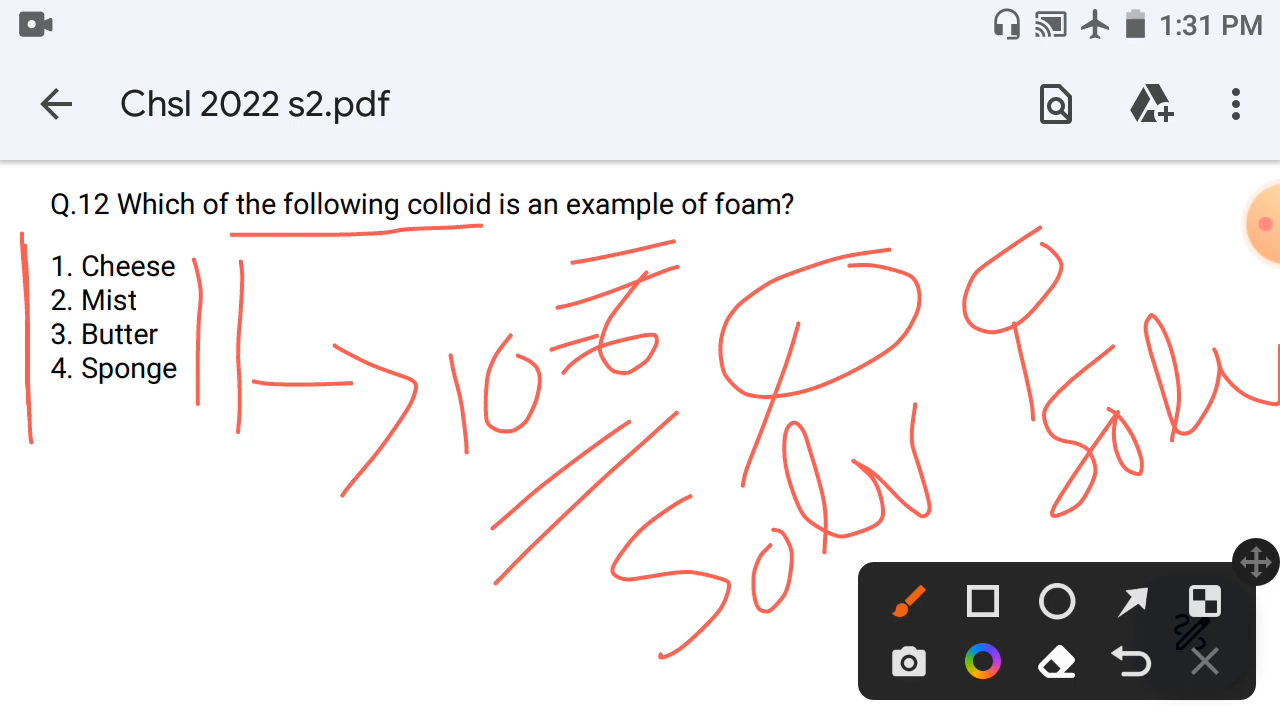 1:31 PM
Chsl 2022 s2.pdf
Q.12 Which of the following colloid is an example of foam?
1. Cheese
2. Mist
3. Butter
4. Sponge
10